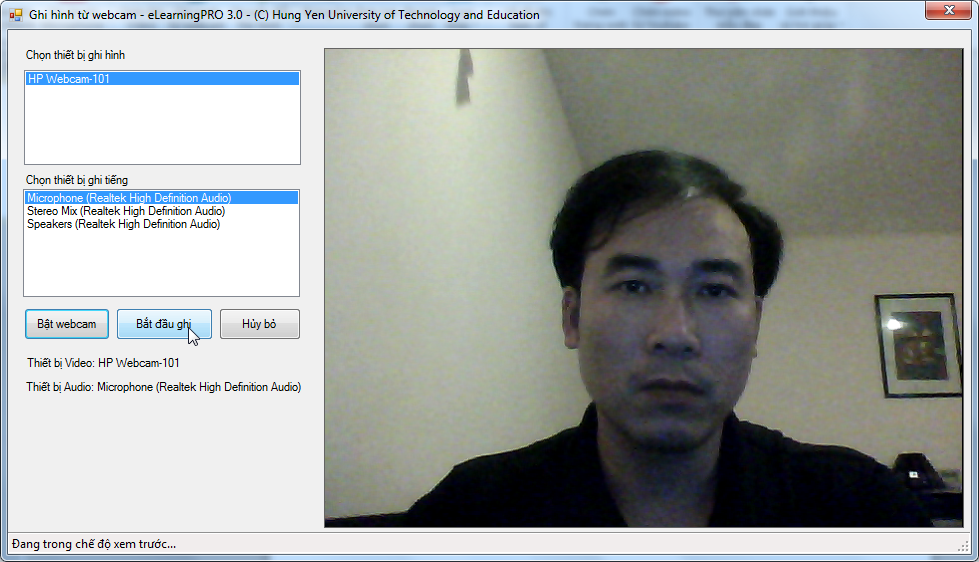 Ghi hình từ webcam - eLearningPRO 3.0 - (C) Hung Yen University of Technology and Education
Chọn thiết bị ghi hình
HP Webcam-101
Chọn thiết bị ghi tiếng
Microphone (Realtek High Definition Audio)
Stereo Mix (Realtek High Definition Audio)
Speakers (Realtek High Definition Audio)
Bật webcam
Bắt đầu ghi
Hủy bỏ
Thiết bị Video: HP Webcam-101
Thiết bị Audio: Microphone (Realtek High Definition Audio)
Đang trong chế độ xem trước...